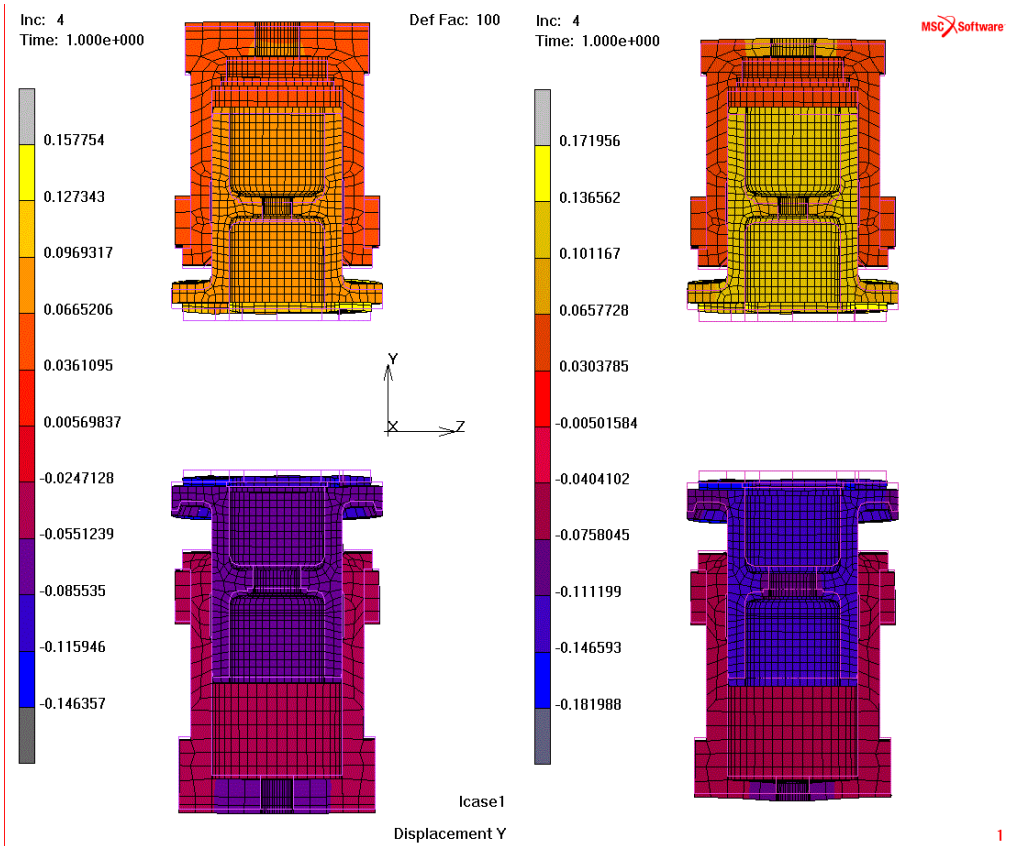 Inc: 4
Time: 1.000e+000
Def Fac: 100
Inc: 4
Time: 1.000e+000
MSC Software
0.157754
0.127343
0.0969317
0.0665206
0.0361095
0.00569837
-0.0247128
-0.0551239
-0.085535
-0.115946
-0.146357
Y
X
Z
0.171956
0.136562
0.101167
0.0657728
0.0303785
-0.00501584
-0.0404102
-0.0758045
-0.111199
-0.146593
-0.181988
lcase1
Displacement Y
1